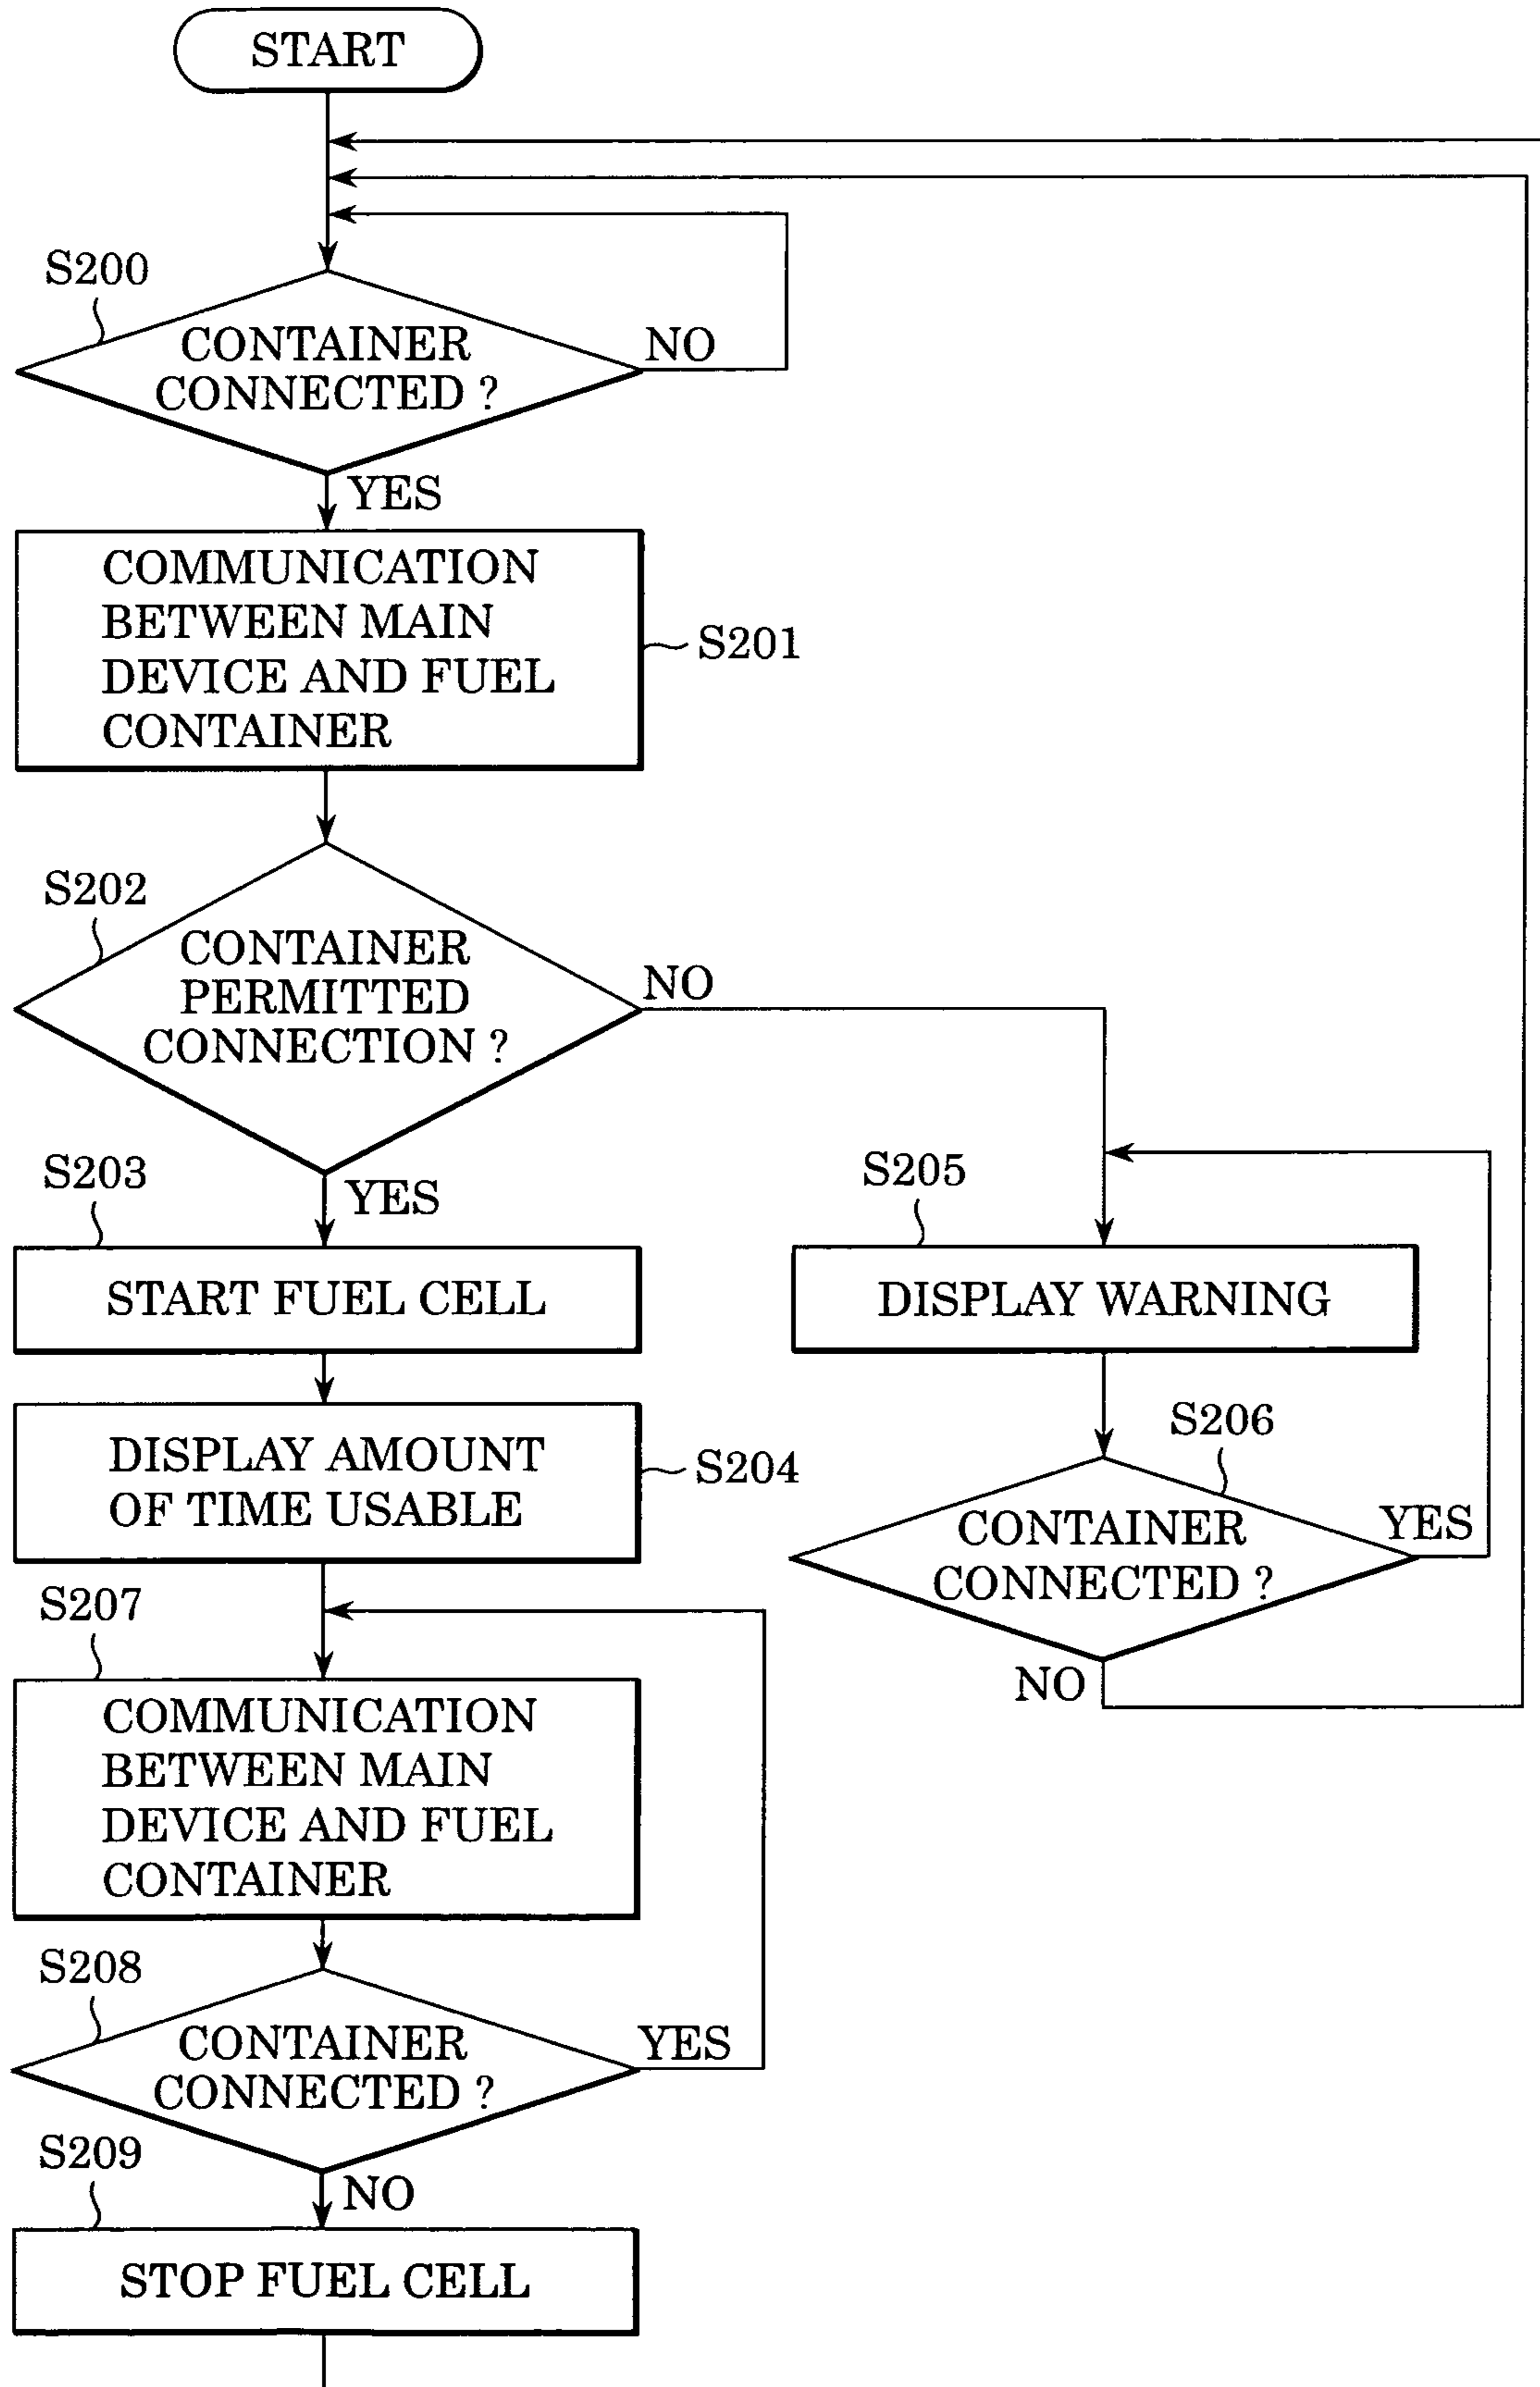 START
S200
CONTAINER
CONNECTED ?
NO
YES
COMMUNICATION
BETWEEN MAIN
DEVICE AND FUEL
CONTAINER
S201
S202
CONTAINER
PERMITTED
CONNECTION ?
NO
YES
S203
START FUEL CELL
S205
DISPLAY WARNING
DISPLAY AMOUNT
OF TIME USABLE
S204
S206
CONTAINER
CONNECTED ?
YES
NO
S207
COMMUNICATION
BETWEEN MAIN
DEVICE AND FUEL
CONTAINER
S208
CONTAINER
CONNECTED ?
YES
NO
S209
STOP FUEL CELL